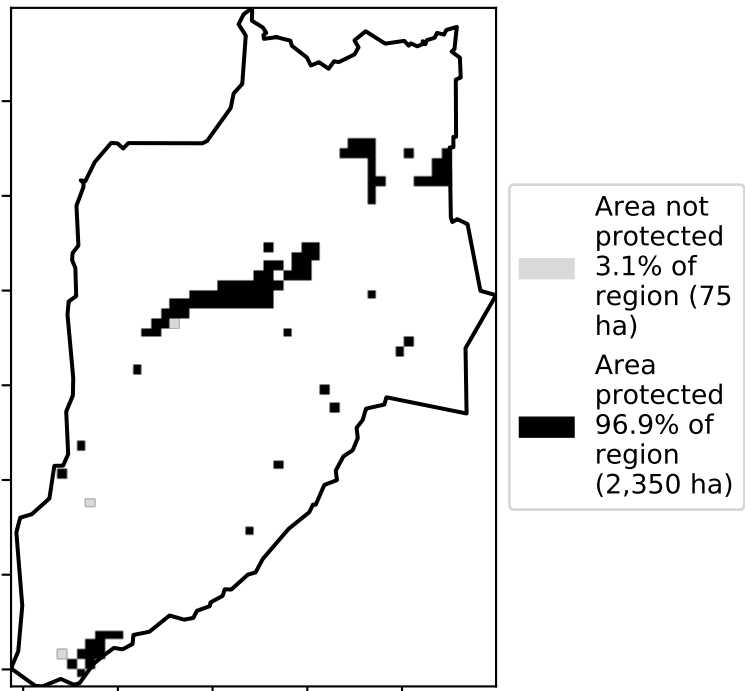 Area not
protected
3.1% of
region (75
ha)
Area
protected
96.9% of
region
(2,350 ha)